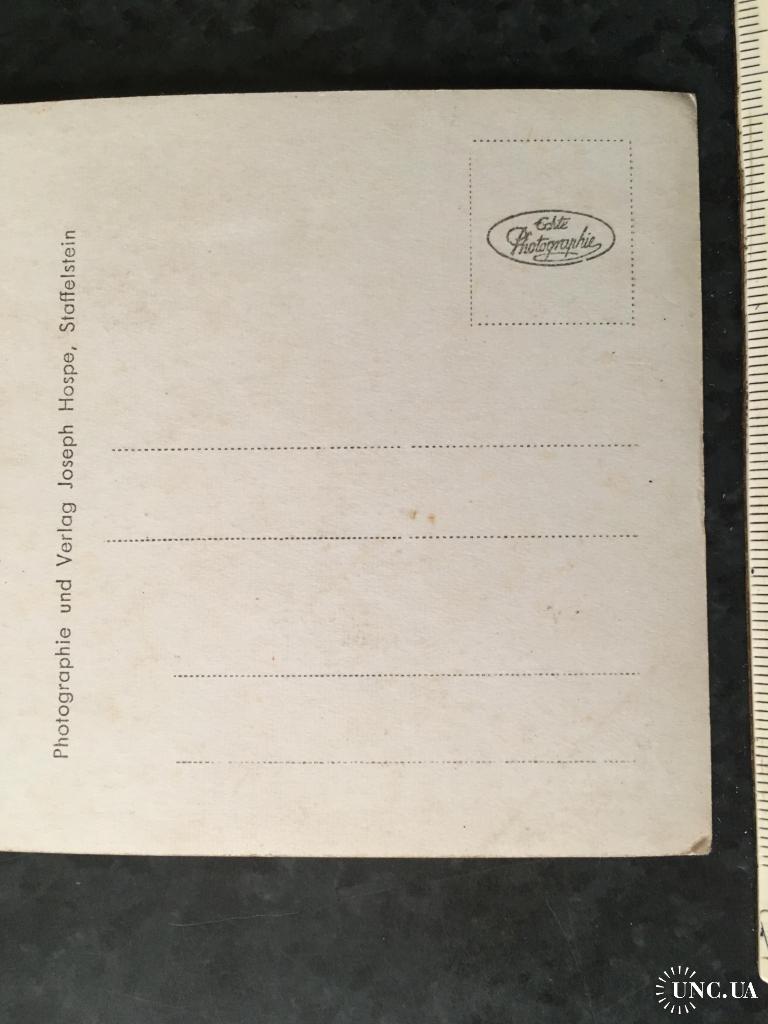 Echte
Photographie
Photographie und Verlag Joseph Hospe, Staffelstein
UNC.UA